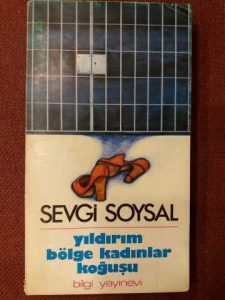 SEVGİ SOYSAL
yıldırım
bölge kadınlar
koğuşu
bilgi yayınevi